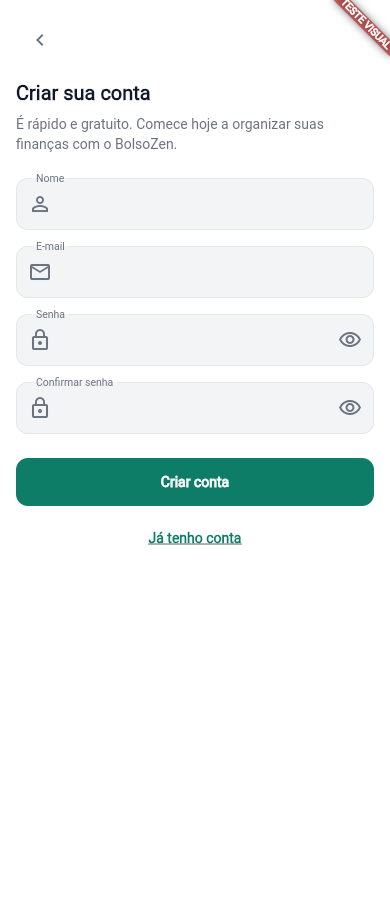 TESTE VISUAL
Criar sua conta
É rápido e gratuito. Comece hoje a organizar suas
finanças com o BolsoZen.
Nome
E-mail
Senha
Confirmar senha
Criar conta
Já tenho conta